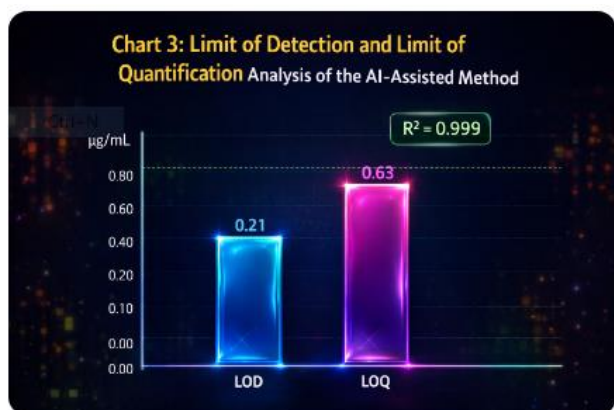 Chart 3: Limit of Detection and Limit of
Quantification Analysis of the AI-Assisted Method
R² = 0.999
µg/mL
0.80
0.60
0.40
0.20
0.10
0.00
0.00
0.21
0.63
LOD
LOQ